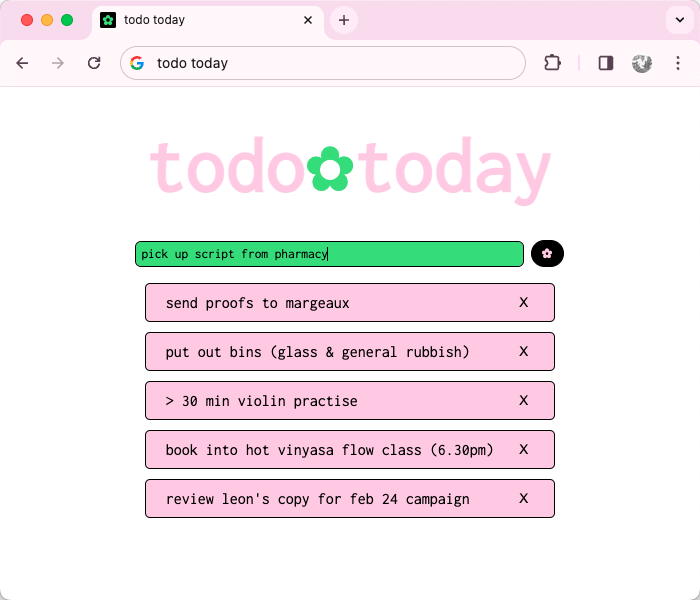 todo today
todo today
todo today
pick up script from pharmacy
send proofs to margeaux X
put out bins (glass & general rubbish) X
> 30 min violin practise X
book into hot vinyasa flow class (6.30pm) X
review leon's copy for feb 24 campaign X